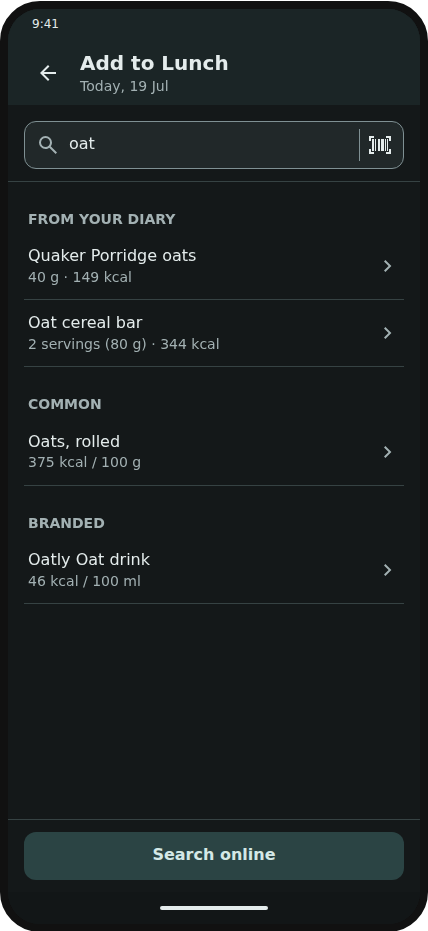 9:41
Add to Lunch
Today, 19 Jul
oat
FROM YOUR DIARY
Quaker Porridge oats
40 g · 149 kcal
Oat cereal bar
2 servings (80 g) · 344 kcal
COMMON
Oats, rolled
375 kcal / 100 g
BRANDED
Oatly Oat drink
46 kcal / 100 ml
Search online